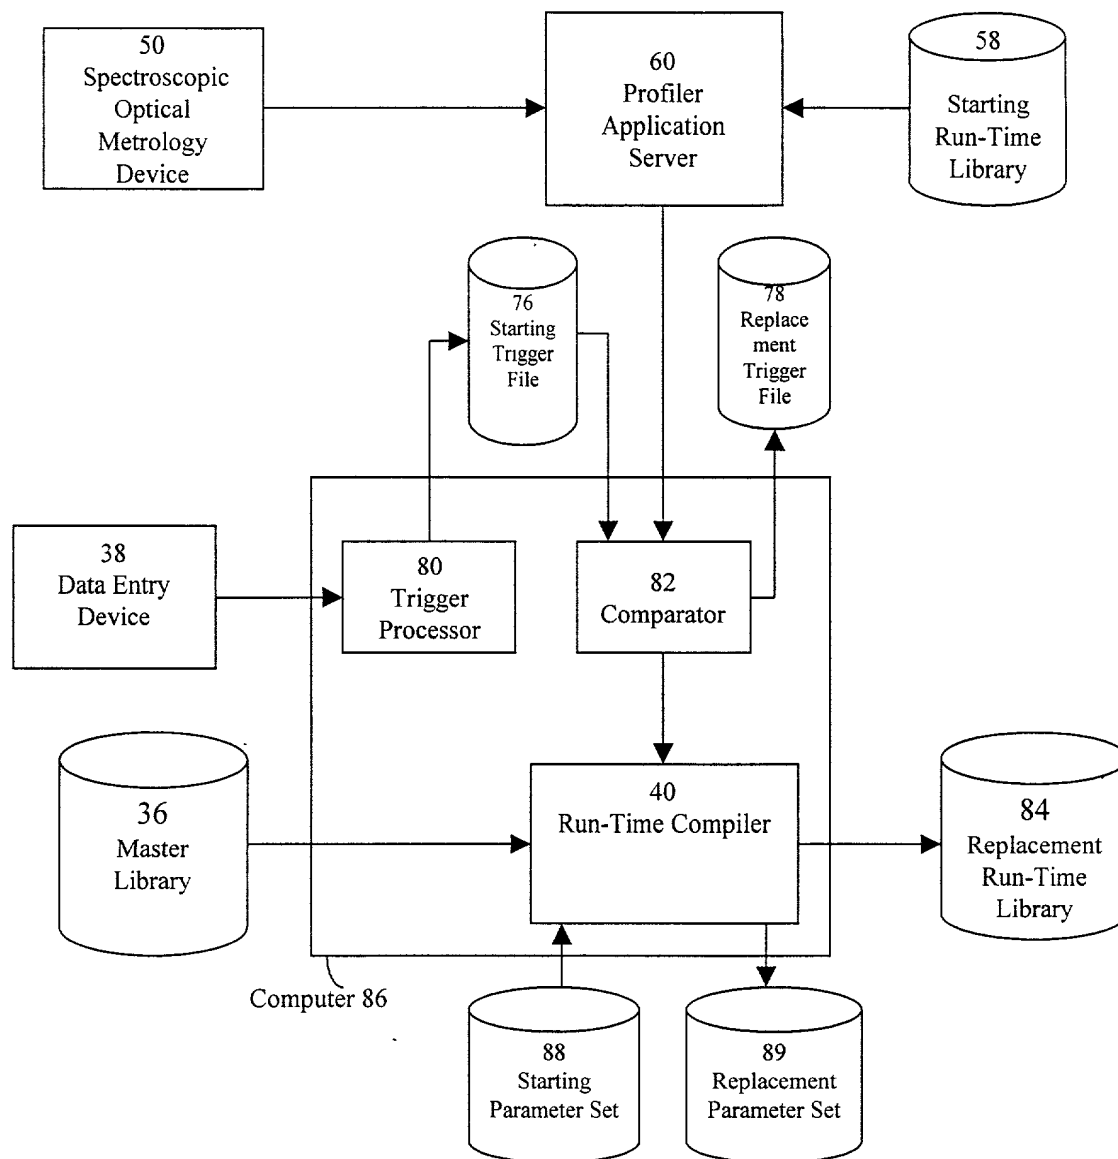 50
Spectroscopic
Optical
Metrology
Device
60
Profiler
Application
Server
58
Starting
Run-Time
Library
76
Starting
Trigger
File
78
Replace
ment
Trigger
File
38
Data Entry
Device
80
Trigger
Processor
82
Comparator
36
Master
Library
40
Run-Time Compiler
84
Replacement
Run-Time
Library
Computer 86
88
Starting
Parameter Set
89
Replacement
Parameter Set